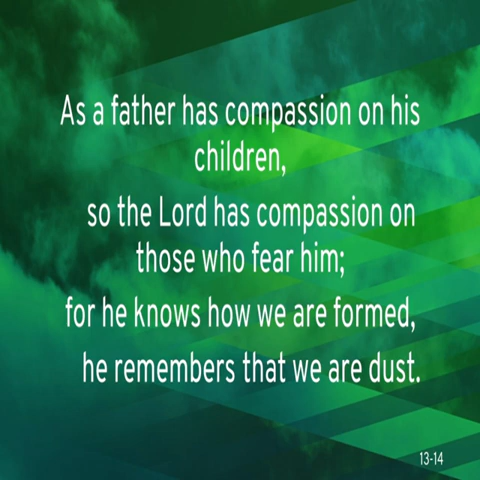 As a father has compassion on his
children,
so the Lord has compassion on
those who fear him;
for he knows how we are formed,
he remembers that we are dust.
13-14